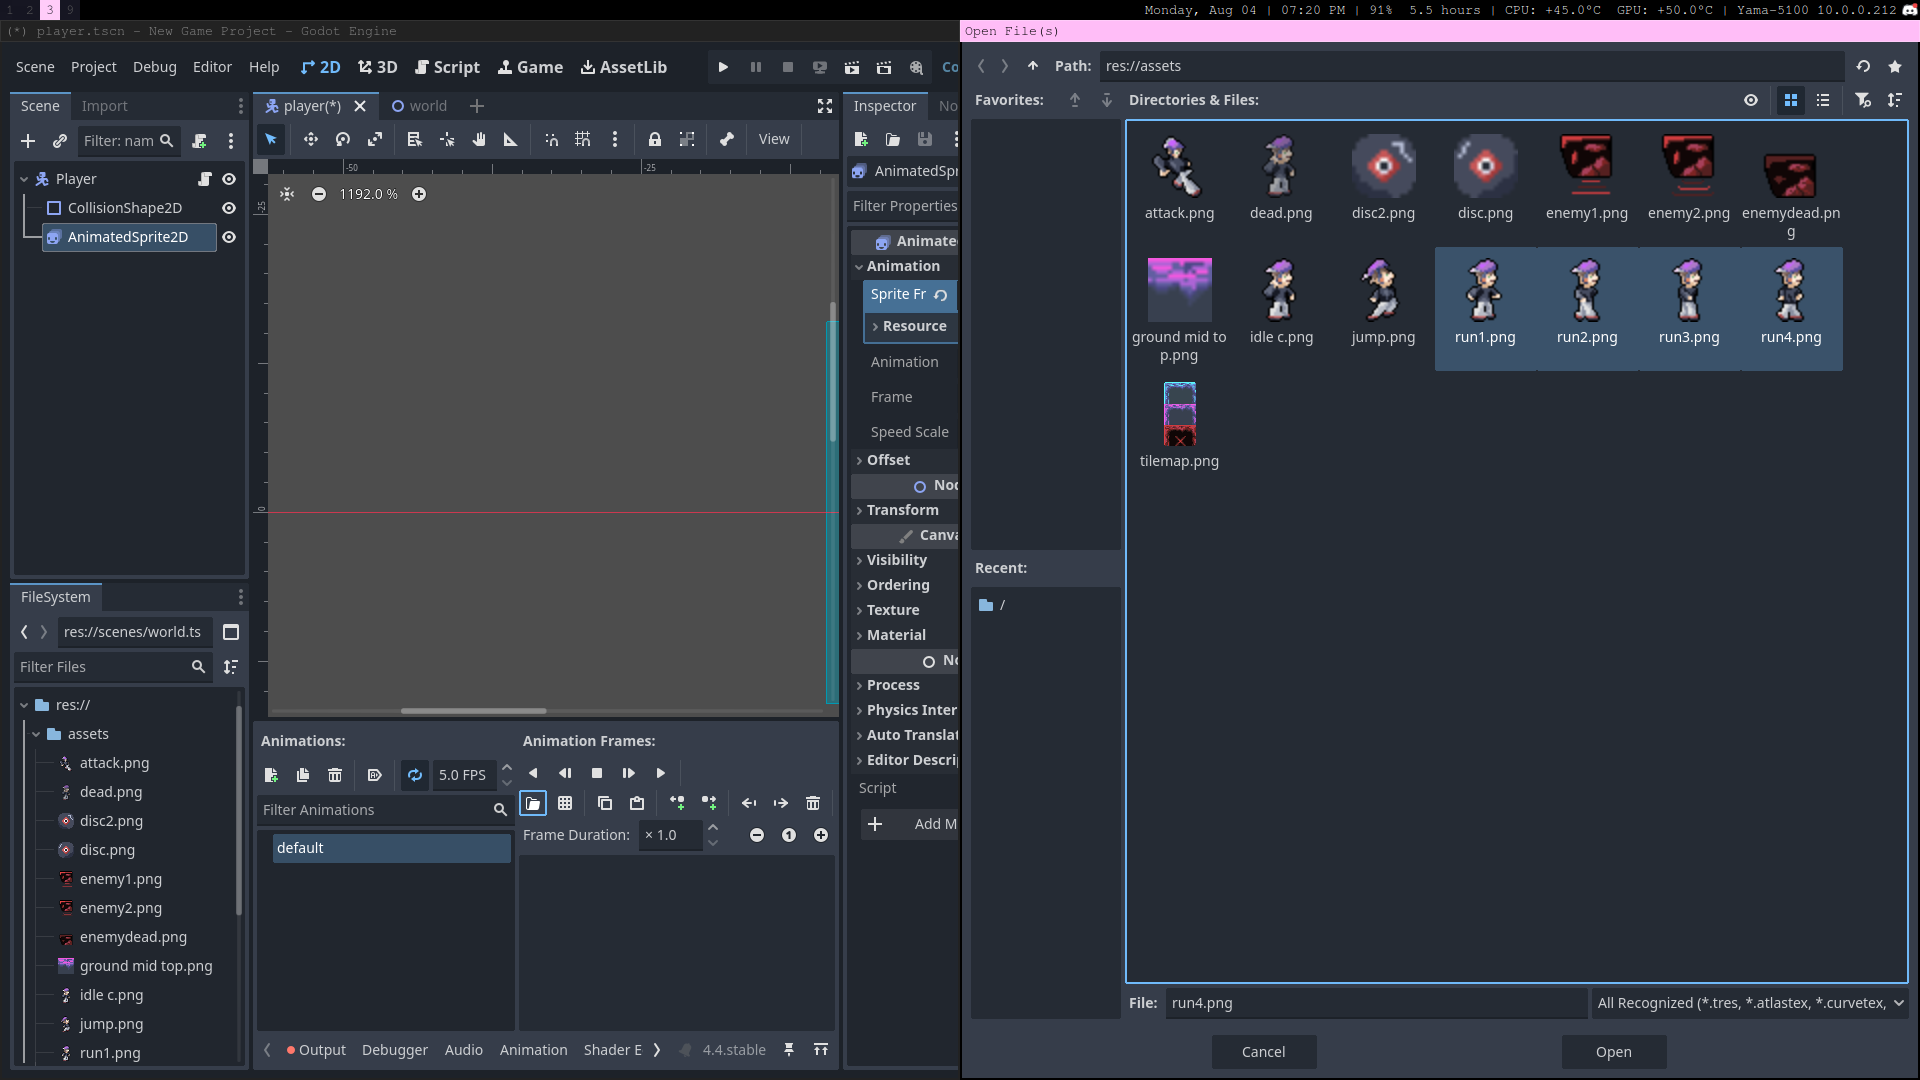 1 2 3 9
Monday, Aug 04 | 07:20 PM | 91% 5.5 hours | CPU: +45.0°C GPU: +50.0°C | Yama-5100 10.0.0.212
(*) player.tscn - New Game Project - Godot Engine
Open File(s)
Scene Project Debug Editor Help 2D 3D Script Game AssetLib Co
Path: res://assets
Scene Import
player(*) world
Inspector No
Favorites: Directories & Files:
Filter: nam
View
AnimatedSpr
Player
CollisionShape2D
AnimatedSprite2D
-50 -25
1192.0 %
-25
0
Filter Properties
Animate
Animation
Sprite Fr
Resource
Animation
Frame
Speed Scale
Offset
Nod
Transform
Canva
Visibility
Ordering
Texture
Material
No
Process
Physics Inter
Auto Translat
Editor Descri
Script
Add M
attack.png dead.png disc2.png disc.png enemy1.png enemy2.png enemydead.pn
g
ground mid to idle c.png jump.png run1.png run2.png run3.png run4.png
p.png
tilemap.png
Recent:
/
FileSystem
res://scenes/world.ts
Filter Files
res://
assets
attack.png
dead.png
disc2.png
disc.png
enemy1.png
enemy2.png
enemydead.png
ground mid top.png
idle c.png
jump.png
run1.png
Animations: Animation Frames:
5.0 FPS
Filter Animations
Frame Duration: × 1.0
1
default
Output Debugger Audio Animation Shader E 4.4.stable
File: run4.png All Recognized (*.tres, *.atlastex, *.curvetex,
Cancel Open